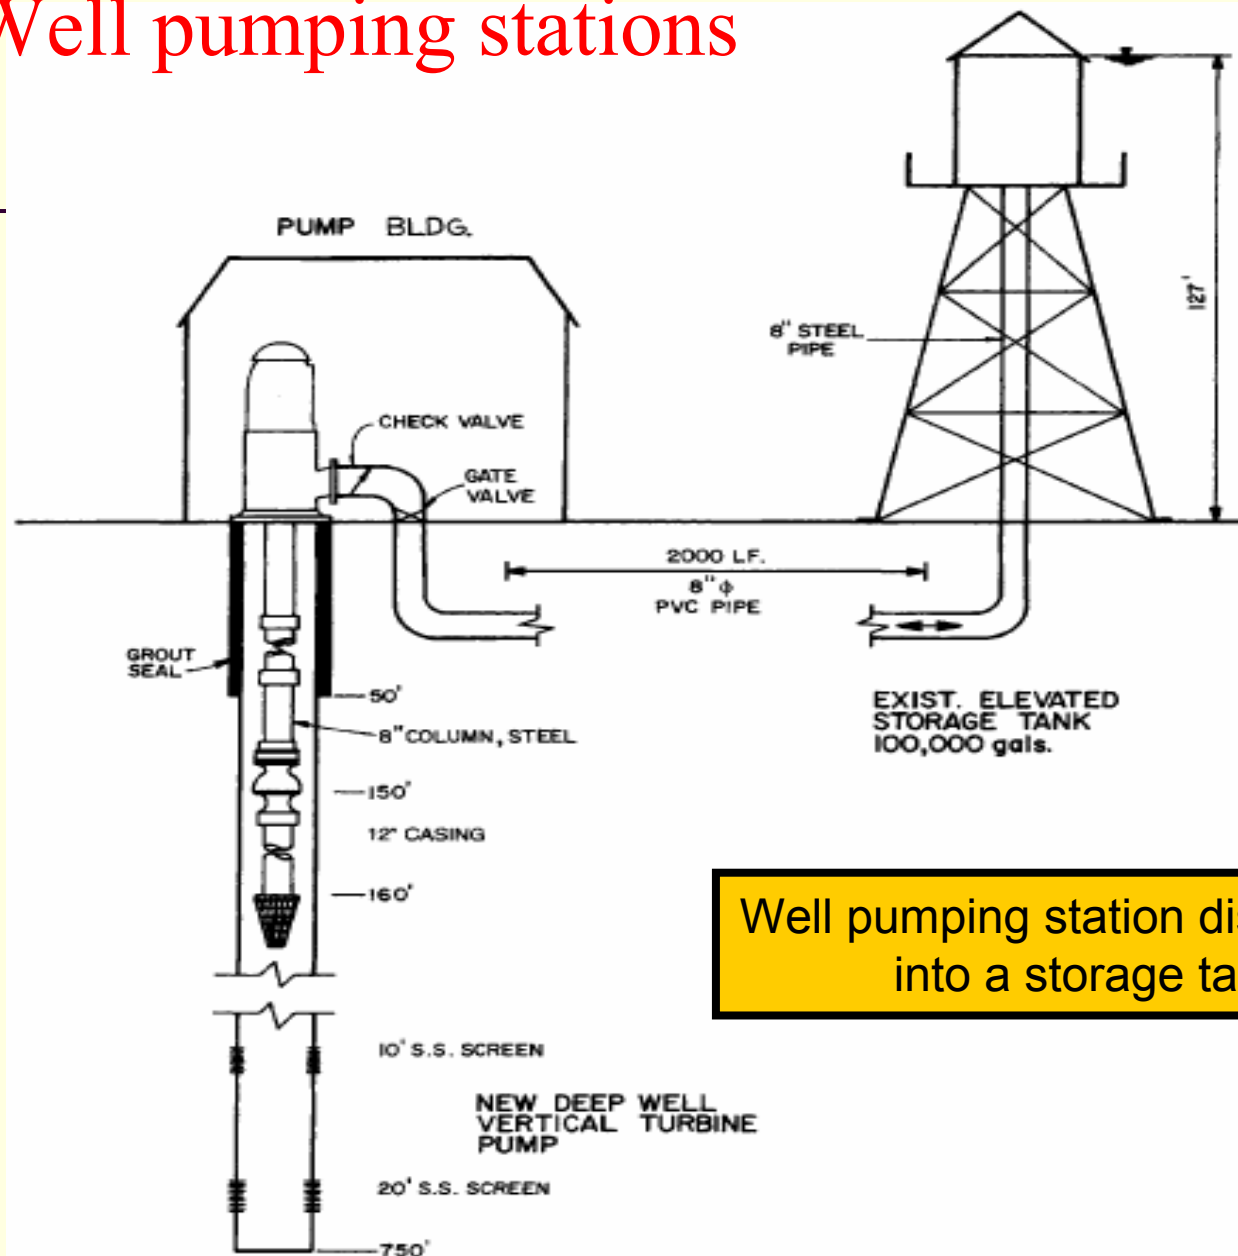 Well pumping stations
PUMP BLDG.
127'
8" STEEL
PIPE
CHECK VALVE
GATE
VALVE
2000 LF.
8" ϕ
PVC PIPE
GROUT
SEAL
50'
8" COLUMN, STEEL
EXIST. ELEVATED
STORAGE TANK
100,000 gals.
150'
12" CASING
160'
Well pumping station
into a storage
10' S.S. SCREEN
NEW DEEP WELL
VERTICAL TURBINE
PUMP
20' S.S. SCREEN
750'